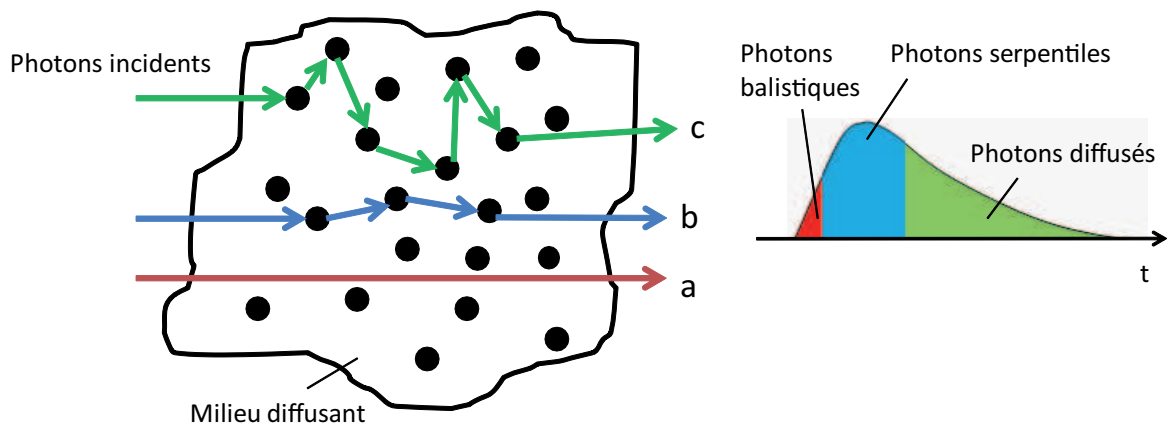 Photons incidents
c
b
a
Milieu diffusant
Photons
balistiques
Photons serpentiles
Photons diffusés
t